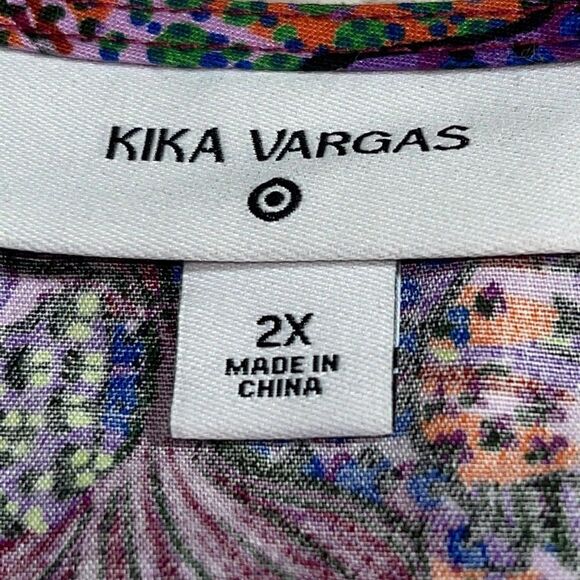 KIKA VARGAS
2X
MADE IN
CHINA